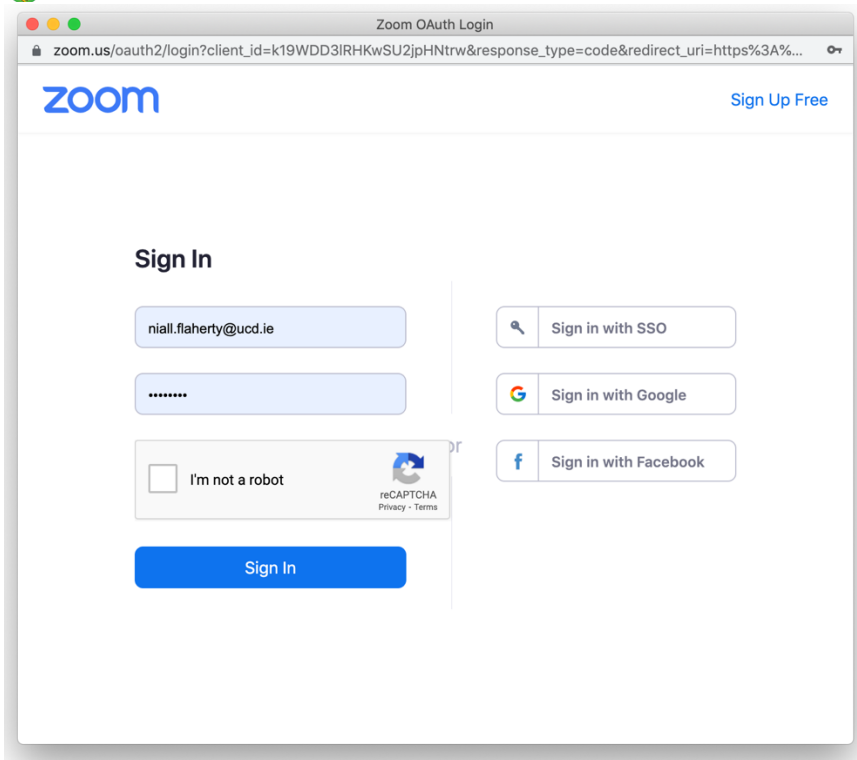 Zoom OAuth Login
zoom.us/oauth2/login?client_id=k19WDD3lRHKwSU2jpHNtrw&response_type=code&redirect_uri=https%3A%...
zoom
Sign Up Free
Sign In
niall.flaherty@ucd.ie
••••••••
I'm not a robot
reCAPTCHA
Privacy - Terms
Sign In
or
Sign in with SSO
Sign in with Google
Sign in with Facebook